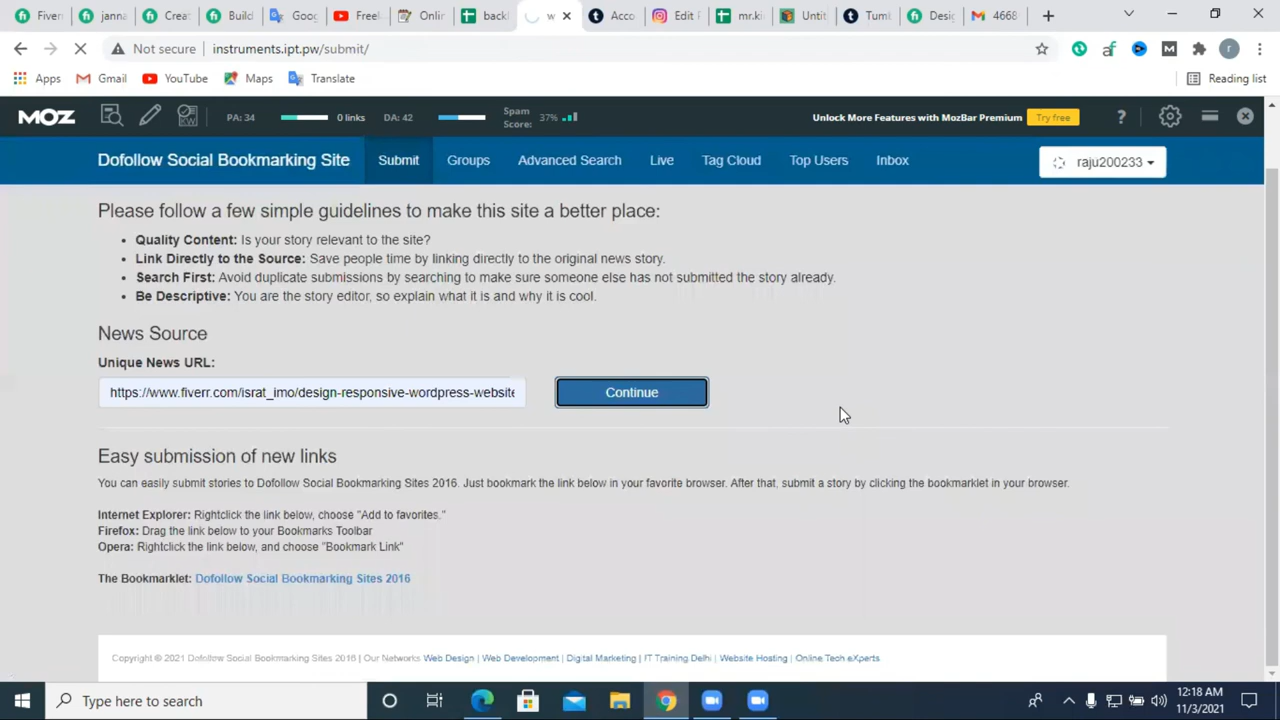 Fiverr
janna
Creat
Build
Goog
Freel
Onlin
backl
w
Acco
Edit F
mr.ki
Untit
Tuml
Desig
4668
Not secure
instruments.ipt.pw/submit/
Apps
Gmail
YouTube
Maps
Translate
Reading list
MOZ
PA: 34
0 links
DA: 42
Spam Score: 37%
Unlock More Features with MozBar Premium
Try free
?
Dofollow Social Bookmarking Site
Submit
Groups
Advanced Search
Live
Tag Cloud
Top Users
Inbox
raju200233
Please follow a few simple guidelines to make this site a better place:
• Quality Content: Is your story relevant to the site?
• Link Directly to the Source: Save people time by linking directly to the original news story.
• Search First: Avoid duplicate submissions by searching to make sure someone else has not submitted the story already.
• Be Descriptive: You are the story editor, so explain what it is and why it is cool.
News Source
Unique News URL:
https://www.fiverr.com/israt_imo/design-responsive-wordpress-website
Continue
Easy submission of new links
You can easily submit stories to Dofollow Social Bookmarking Sites 2016. Just bookmark the link below in your favorite browser. After that, submit a story by clicking the bookmarklet in your browser.
Internet Explorer: Rightclick the link below, choose "Add to favorites."
Firefox: Drag the link below to your Bookmarks Toolbar
Opera: Rightclick the link below, and choose "Bookmark Link"
The Bookmarklet: Dofollow Social Bookmarking Sites 2016
Copyright © 2021 Dofollow Social Bookmarking Sites 2016 | Our Networks Web Design | Web Development | Digital Marketing | IT Training Delhi | Website Hosting | Online Tech eXperts
Type here to search
12:18 AM
11/3/2021